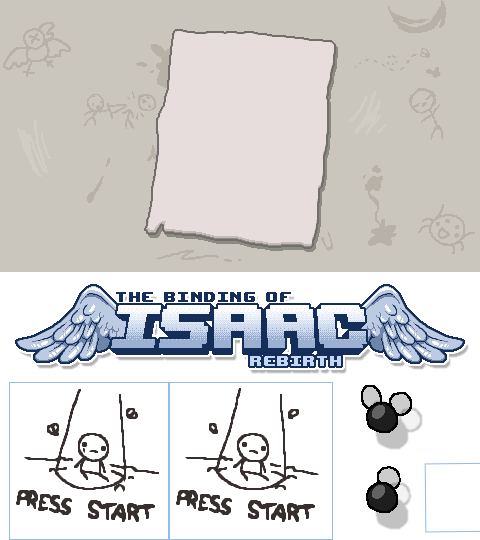 THE BINDING OF
ISAAC
REBIRTH
PRESS START
PRESS START